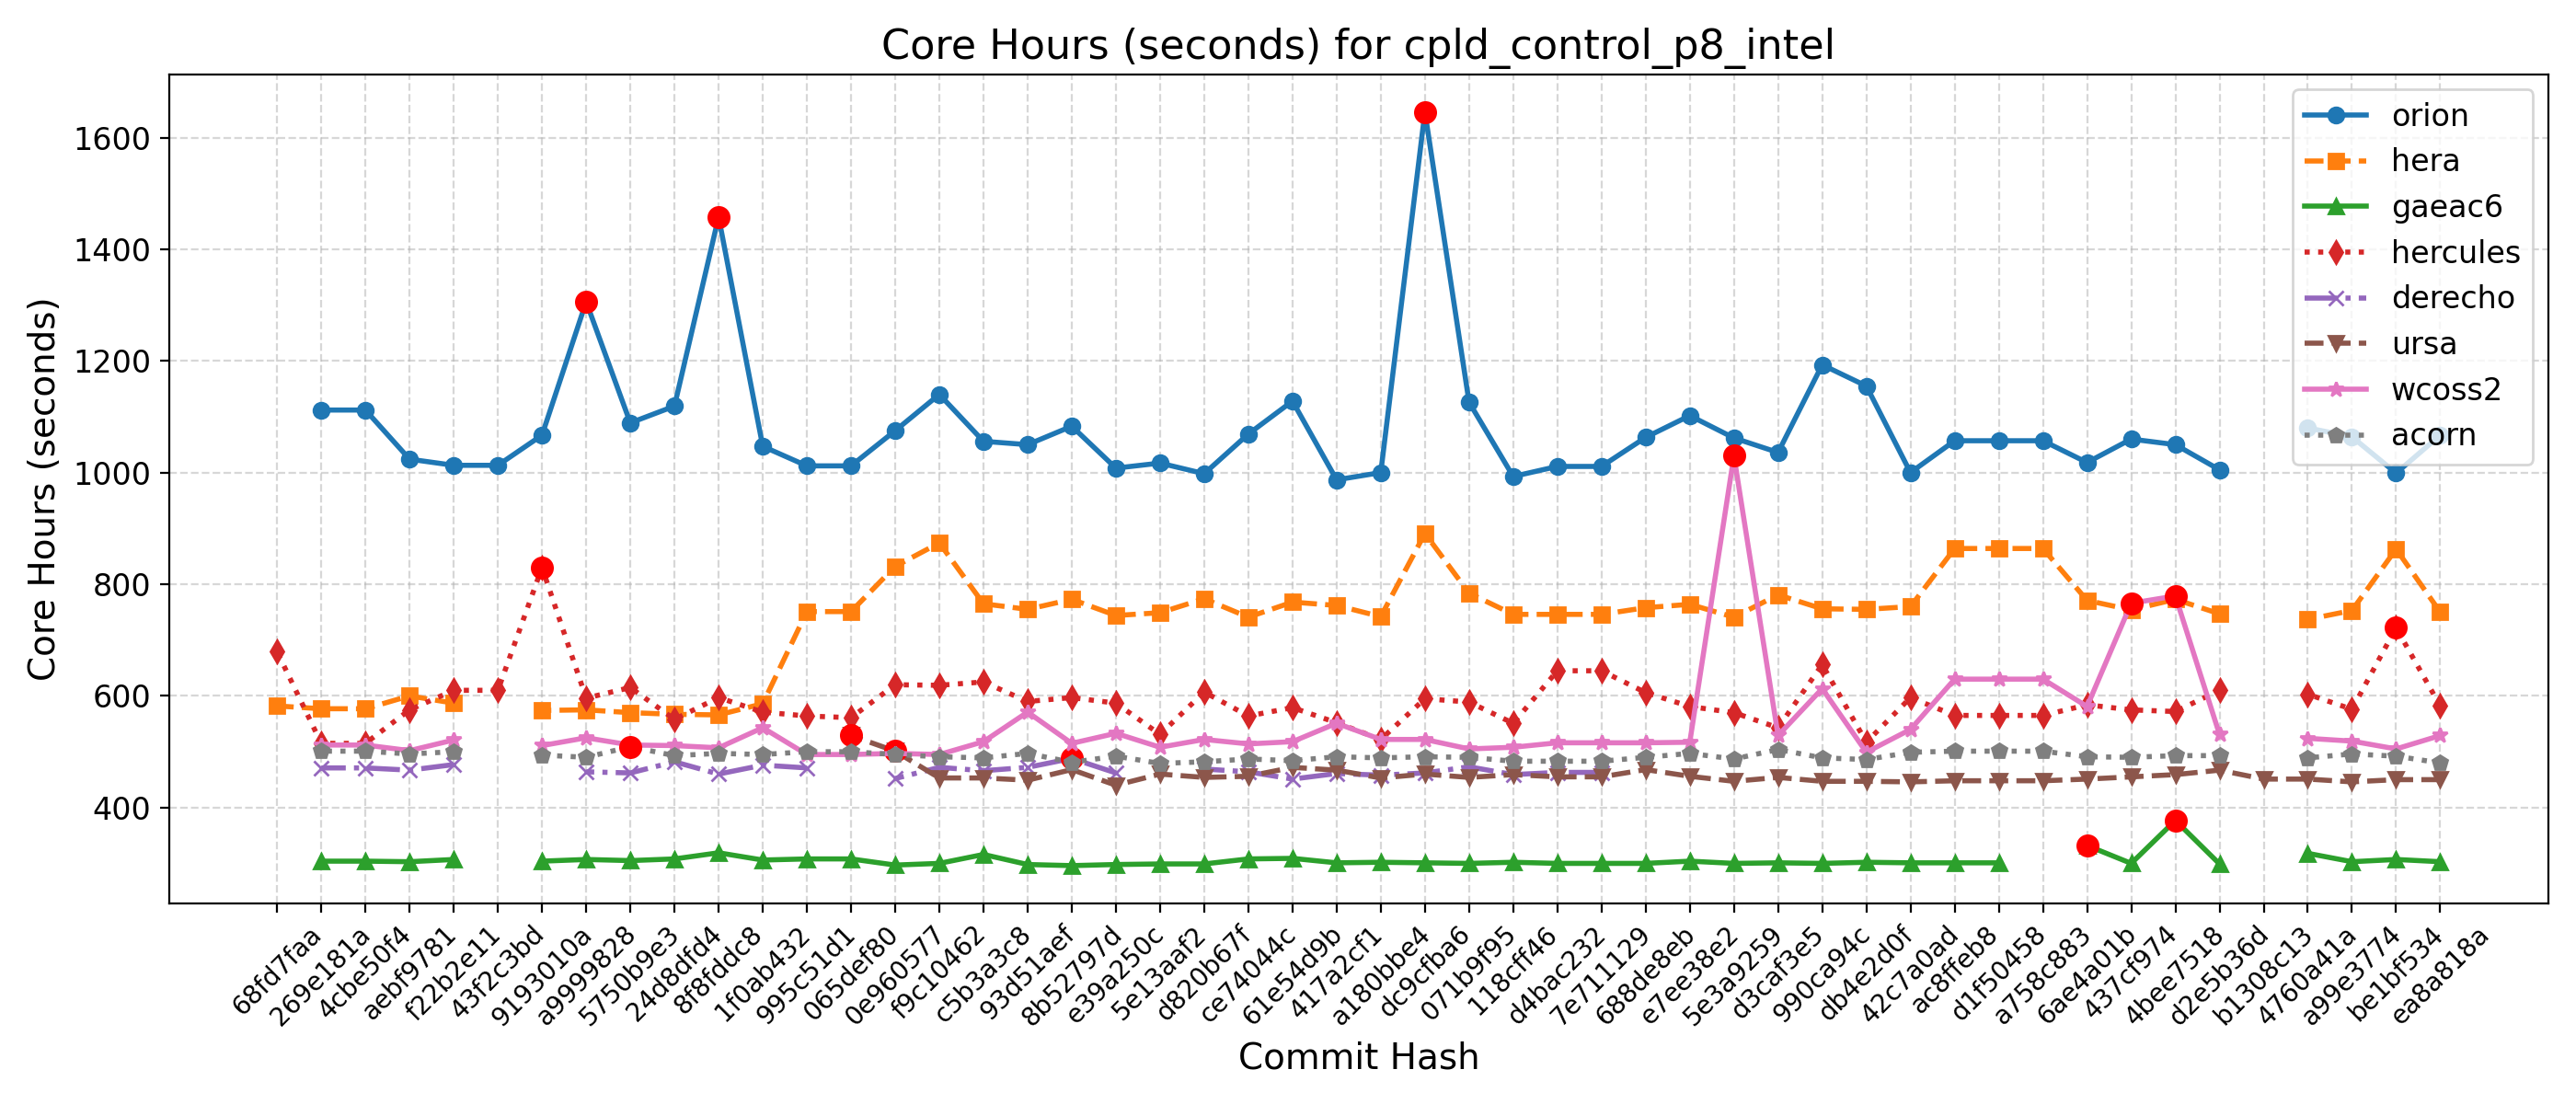 Core Hours (seconds) for cpld_control_p8_intel
Core Hours (seconds)
1600
1400
1200
1000
800
600
400
orion
hera
gaeac6
hercules
derecho
ursa
wcoss2
acorn
68fd7faa
269e181a
4cbe50f4
aebf9781
f22b2e11
43f2c3bd
9193010a
a9999828
5750b9e3
24d8dfd4
8f8fddc8
1f0ab432
995c51d1
065def80
0e960577
f9c10462
c5b3a3c8
93d51aef
8b52797d
e39a250c
5e13aaf2
d820b67f
ce74044c
61e54d9b
417a2cf1
a180bbe4
dc9cfba6
071b9f95
118cff46
d4bac232
7e711129
688de8eb
e7ee38e2
5e3a9259
d3caf3e5
990ca94c
db4e2d0f
42c7a0ad
ac8ffeb8
d1f50458
a758c883
6ae4a01b
437cf974
4bee7518
d2e5b36d
b1308c13
4760a41a
a99e3774
be1bf534
ea8a818a
Commit Hash